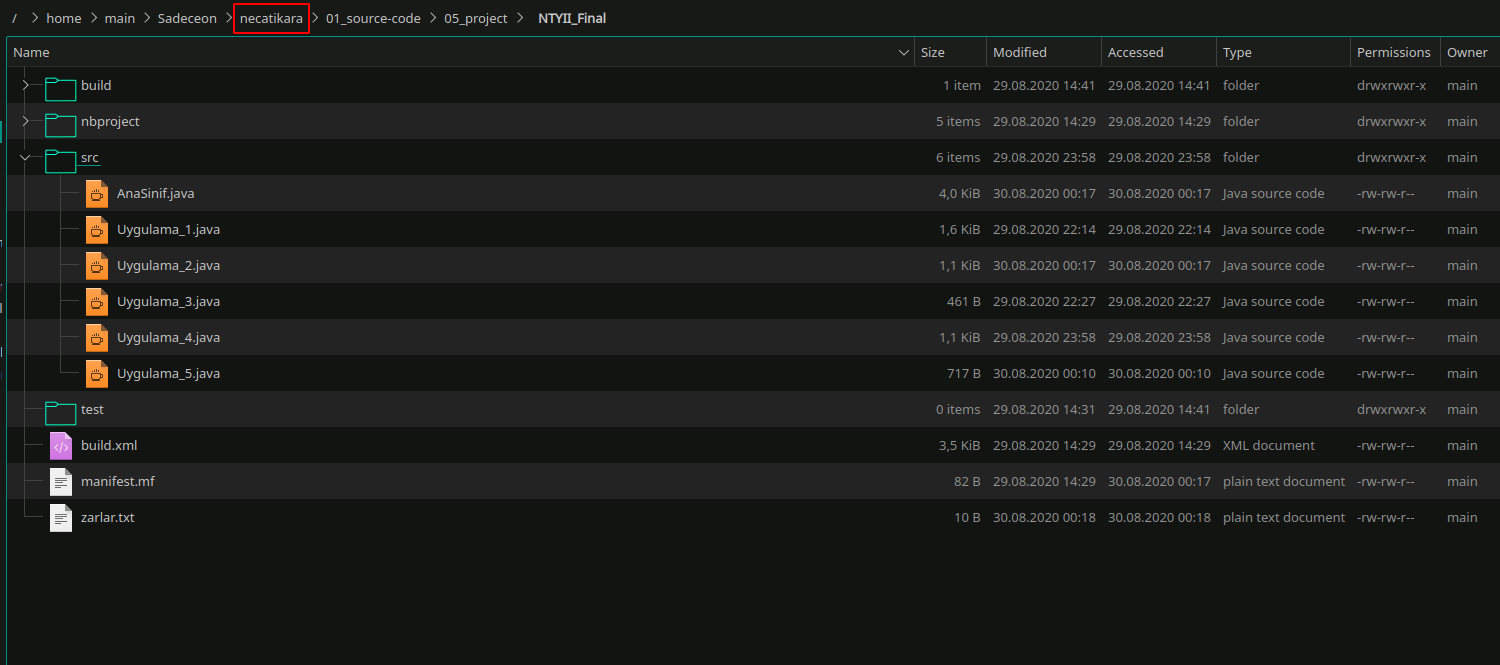 / > home > main > Sadeceon > necatikara > 01_source-code > 05_project > NTYII_Final
Name Size Modified Accessed Type Permissions Owner
build 1 item 29.08.2020 14:41 29.08.2020 14:41 folder drwxrwxr-x main
nbproject 5 items 29.08.2020 14:29 29.08.2020 14:29 folder drwxrwxr-x main
src 6 items 29.08.2020 23:58 29.08.2020 23:58 folder drwxrwxr-x main
AnaSinif.java 4,0 KiB 30.08.2020 00:17 30.08.2020 00:17 Java source code -rw-rw-r-- main
Uygulama_1.java 1,6 KiB 29.08.2020 22:14 29.08.2020 22:14 Java source code -rw-rw-r-- main
Uygulama_2.java 1,1 KiB 30.08.2020 00:17 30.08.2020 00:17 Java source code -rw-rw-r-- main
Uygulama_3.java 461 B 29.08.2020 22:27 29.08.2020 22:27 Java source code -rw-rw-r-- main
Uygulama_4.java 1,1 KiB 29.08.2020 23:58 29.08.2020 23:58 Java source code -rw-rw-r-- main
Uygulama_5.java 717 B 30.08.2020 00:10 30.08.2020 00:10 Java source code -rw-rw-r-- main
test 0 items 29.08.2020 14:31 29.08.2020 14:41 folder drwxrwxr-x main
build.xml 3,5 KiB 29.08.2020 14:29 29.08.2020 14:29 XML document -rw-rw-r-- main
manifest.mf 82 B 29.08.2020 14:29 30.08.2020 00:17 plain text document -rw-rw-r-- main
zarlar.txt 10 B 30.08.2020 00:18 30.08.2020 00:18 plain text document -rw-rw-r-- main